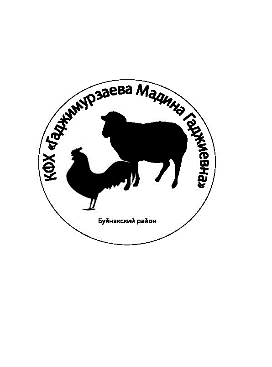 КФХ «Гаджимурзаева Мадина Гаджиевна»
Буйнакский район